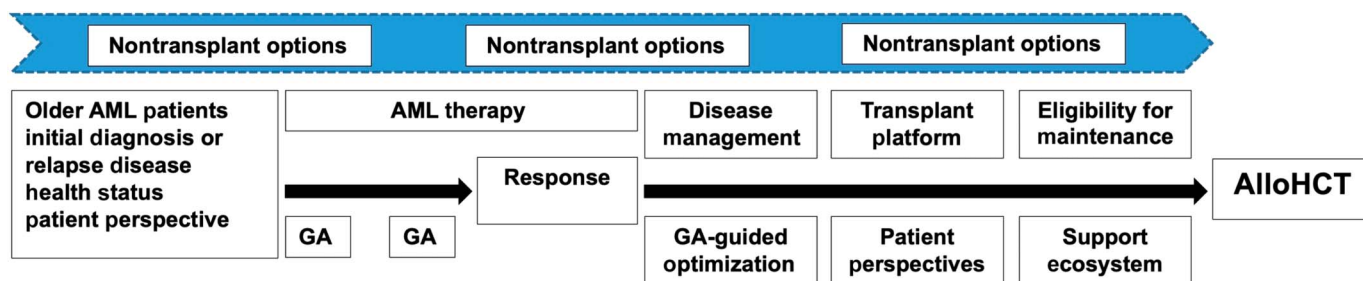 Nontransplant options
Nontransplant options
Nontransplant options
Older AML patients
initial diagnosis or
relapse disease
health status
patient perspective
AML therapy
Disease
management
Transplant
platform
Eligibility for
maintenance
Response
AlloHCT
GA
GA
GA-guided
optimization
Patient
perspectives
Support
ecosystem